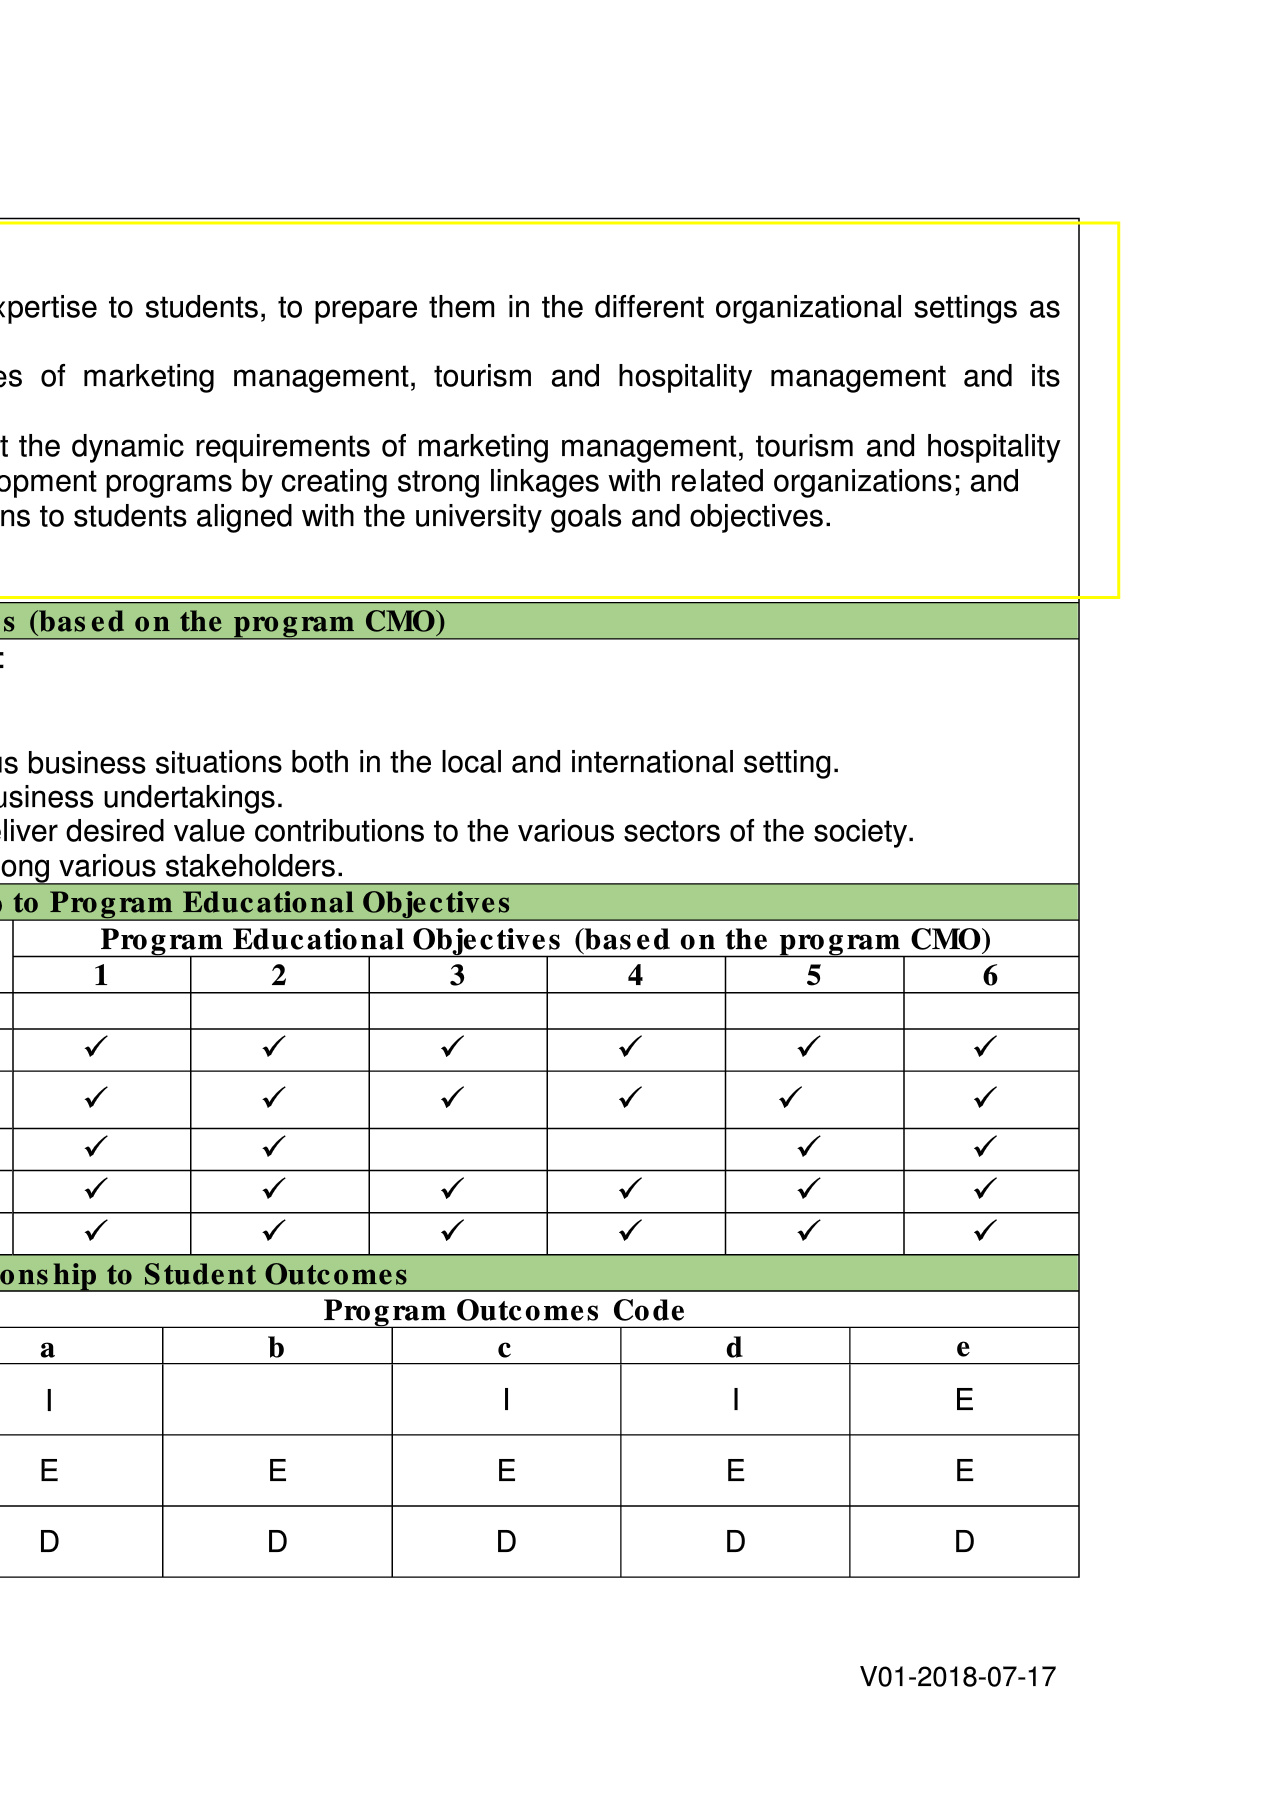 xpertise to students, to prepare them in the different organizational settings as
es of marketing management, tourism and hospitality management and its
t the dynamic requirements of marketing management, tourism and hospitality
opment programs by creating strong linkages with related organizations; and
ns to students aligned with the university goals and objectives.
s (based on the program CMO)
:
us business situations both in the local and international setting.
usiness undertakings.
eliver desired value contributions to the various sectors of the society.
ong various stakeholders.
to Program Educational Objectives
Program Educational Objectives (based on the program CMO)
1 2 3 4 5 6
✓ ✓ ✓ ✓ ✓ ✓
✓ ✓ ✓ ✓ ✓ ✓
✓ ✓ ✓ ✓
✓ ✓ ✓ ✓ ✓ ✓
✓ ✓ ✓ ✓ ✓ ✓
onship to Student Outcomes
Program Outcomes Code
a b c d e
I I I E
E E E E E
D D D D D
V01-2018-07-17